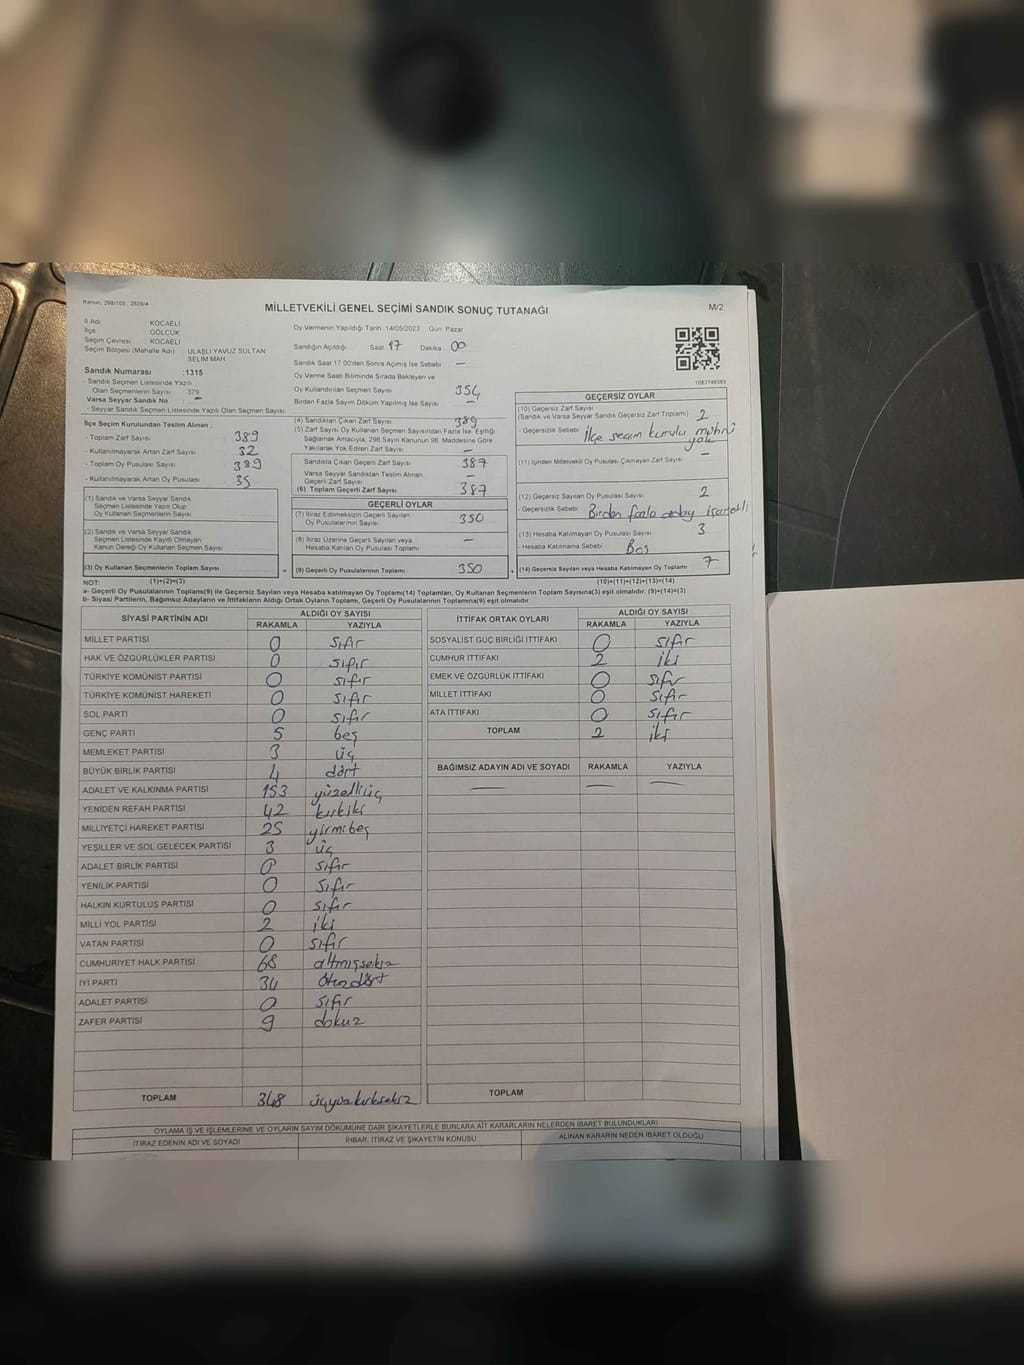 Kanun; 298/105 , 2839/4
MİLLETVEKİLİ GENEL SEÇİMİ SANDIK SONUÇ TUTANAĞI
M/2
İl Adı : KOCAELİ
İlçe : GÖLCÜK
Seçim Çevresi : KOCAELİ
Seçim Bölgesi (Mahalle Adı) : ULAŞLI YAVUZ SULTAN
SELİM MAH.
Sandık Numarası :1315
- Sandık Seçmen Listesinde Yazılı
Olan Seçmenlerin Sayısı : 379
Varsa Seyyar Sandık No : -
- Seyyar Sandık Seçmen Listesinde Yazılı Olan Seçmen Sayısı:
İlçe Seçim Kurulundan Teslim Alınan ;
- Toplam Zarf Sayısı : 389
- Kullanılmayarak Artan Zarf Sayısı : 32
- Toplam Oy Pusulası Sayısı : 389
- Kullanılmayarak Artan Oy Pusulası : 35
(1) Sandık ve Varsa Seyyar Sandık
Seçmen Listesinde Yazılı Olup
Oy Kullanan Seçmenlerin Sayısı
(2) Sandık ve Varsa Seyyar Sandık
Seçmen Listesinde Kayıtlı Olmayan
Kanun Gereği Oy Kullanan Seçmen Sayısı
(3) Oy Kullanan Seçmenlerin Toplam Sayısı =
Oy Vermenin Yapıldığı Tarih :14/05/2023 Gün: Pazar
Sandığın Açıldığı : Saat 17 Dakika 00
Sandık Saat 17:00'den Sonra Açılmış İse Sebebi : -
Oy Verme Saati Bitiminde Sırada Bekleyen ve
Oy Kullandırılan Seçmen Sayısı : 354
Birden Fazla Sayım Döküm Yapılmış İse Sayısı : -
(4) Sandıktan Çıkan Zarf Sayısı : 389
(5) Zarf Sayısı Oy Kullanan Seçmen Sayısından Fazla İse, Eşitliği
Sağlamak Amacıyla, 298 Sayılı Kanunun 98. Maddesine Göre
Yakılarak Yok Edilen Zarf Sayısı : -
Sandıkta Çıkan Geçerli Zarf Sayısı : 387
Varsa Seyyar Sandıktan Teslim Alınan
Geçerli Zarf Sayısı : -
(6) Toplam Geçerli Zarf Sayısı : 387
GEÇERLİ OYLAR
(7) İtiraz Edilmeksizin Geçerli Sayılan
Oy Pusulalarının Sayısı : 350
(8) İtiraz Üzerine Geçerli Sayılan veya
Hesaba Katılan Oy Pusulası Toplamı : -
(9) Geçerli Oy Pusulalarının Toplamı : 350 +
1083746565
GEÇERSİZ OYLAR
(10) Geçersiz Zarf Sayısı
(Sandık ve Varsa Seyyar Sandık Geçersiz Zarf Toplamı) : 2
- Geçersizlik Sebebi : İlçe seçim kurulu mührü
yok
(11) İçinden Milletvekili Oy Pusulası Çıkmayan Zarf Sayısı : -
(12) Geçersiz Sayılan Oy Pusulası Sayısı : 2
- Geçersizlik Sebebi : Birden fazla aday işaretli
(13) Hesaba Katılmayan Oy Pusulası Sayısı : 3
- Hesaba Katılmama Sebebi : Boş
(14) Geçersiz Sayılan veya Hesaba Katılmayan Oy Toplamı : 7
NOT: (1)+(2)=(3) (10)+(11)+(12)+(13)=(14)
a- Geçerli Oy Pusulalarının Toplamı(9) ile Geçersiz Sayılan veya Hesaba katılmayan Oy Toplamı(14) Toplamları, Oy Kullanan Seçmenlerin Toplam Sayısına(3) eşit olmalıdır. (9)+(14)=(3)
b- Siyasi Partilerin, Bağımsız Adayların ve İttifakların Aldığı Ortak Oyların Toplamı, Geçerli Oy Pusulalarının Toplamına(9) eşit olmalıdır.
SİYASİ PARTİNİN ADI ALDIĞI OY SAYISI
RAKAMLA YAZIYLA
MİLLET PARTİSİ 0 sıfır
HAK VE ÖZGÜRLÜKLER PARTİSİ 0 sıfır
TÜRKİYE KOMÜNİST PARTİSİ 0 sıfır
TÜRKİYE KOMÜNİST HAREKETİ 0 sıfır
SOL PARTİ 0 sıfır
GENÇ PARTİ 5 beş
MEMLEKET PARTİSİ 3 üç
BÜYÜK BİRLİK PARTİSİ 4 dört
ADALET VE KALKINMA PARTİSİ 153 yüzelliüç
YENİDEN REFAH PARTİSİ 42 kırkiki
MİLLİYETÇİ HAREKET PARTİSİ 25 yirmibeş
YEŞİLLER VE SOL GELECEK PARTİSİ 3 üç
ADALET BİRLİK PARTİSİ 0 sıfır
YENİLİK PARTİSİ 0 sıfır
HALKIN KURTULUŞ PARTİSİ 0 sıfır
MİLLİ YOL PARTİSİ 2 iki
VATAN PARTİSİ 0 sıfır
CUMHURİYET HALK PARTİSİ 68 altmışsekiz
İYİ PARTİ 34 otuzdört
ADALET PARTİSİ 0 sıfır
ZAFER PARTİSİ 9 dokuz
TOPLAM 348 üçyüzkırksekiz
İTTİFAK ORTAK OYLARI ALDIĞI OY SAYISI
RAKAMLA YAZIYLA
SOSYALİST GÜÇ BİRLİĞİ İTTİFAKI 0 sıfır
CUMHUR İTTİFAKI 2 iki
EMEK VE ÖZGÜRLÜK İTTİFAKI 0 sıfır
MİLLET İTTİFAKI 0 sıfır
ATA İTTİFAKI 0 sıfır
TOPLAM 2 iki
BAĞIMSIZ ADAYIN ADI VE SOYADI RAKAMLA YAZIYLA
— — —
TOPLAM
OYLAMA İŞ VE İŞLEMLERİNE VE OYLARIN SAYIM DÖKÜMÜNE DAİR ŞİKAYETLERLE BUNLARA AİT KARARLARIN NELERDEN İBARET BULUNDUKLARI
İTİRAZ EDENİN ADI VE SOYADI İHBAR, İTİRAZ VE ŞİKAYETİN KONUSU ALINAN KARARIN NEDEN İBARET OLDUĞU